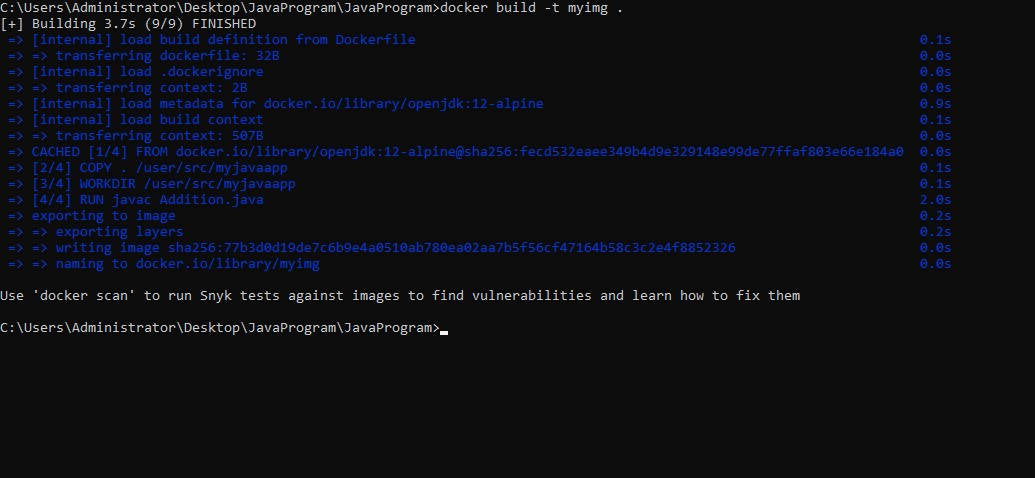 C:\Users\Administrator\Desktop\JavaProgram\JavaProgram>docker build -t myimg .
[+] Building 3.7s (9/9) FINISHED
=> [internal] load build definition from Dockerfile 0.1s
=> => transferring dockerfile: 32B 0.0s
=> [internal] load .dockerignore 0.0s
=> => transferring context: 2B 0.0s
=> [internal] load metadata for docker.io/library/openjdk:12-alpine 0.9s
=> [internal] load build context 0.1s
=> => transferring context: 507B 0.0s
=> CACHED [1/4] FROM docker.io/library/openjdk:12-alpine@sha256:fecd532eaee349b4d9e329148e99de77ffaf803e66e184a0 0.0s
=> [2/4] COPY . /user/src/myjavaapp 0.1s
=> [3/4] WORKDIR /user/src/myjavaapp 0.1s
=> [4/4] RUN javac Addition.java 2.0s
=> exporting to image 0.2s
=> => exporting layers 0.2s
=> => writing image sha256:77b3d0d19de7c6b9e4a0510ab780ea02aa7b5f56cf47164b58c3c2e4f8852326 0.0s
=> => naming to docker.io/library/myimg 0.0s
Use 'docker scan' to run Snyk tests against images to find vulnerabilities and learn how to fix them
C:\Users\Administrator\Desktop\JavaProgram\JavaProgram>